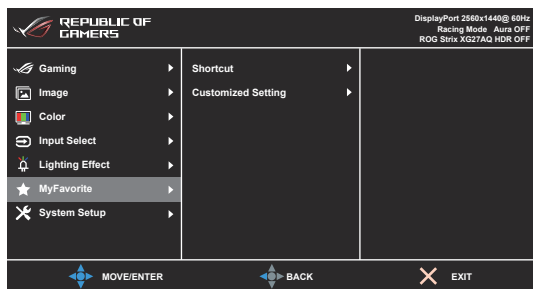 REPUBLIC OF
GAMERS
DisplayPort 2560x1440@ 60Hz
Racing Mode Aura OFF
ROG Strix XG27AQ HDR OFF
Gaming
Image
Color
Input Select
Lighting Effect
MyFavorite
System Setup
Shortcut
Customized Setting
MOVE/ENTER
BACK
EXIT